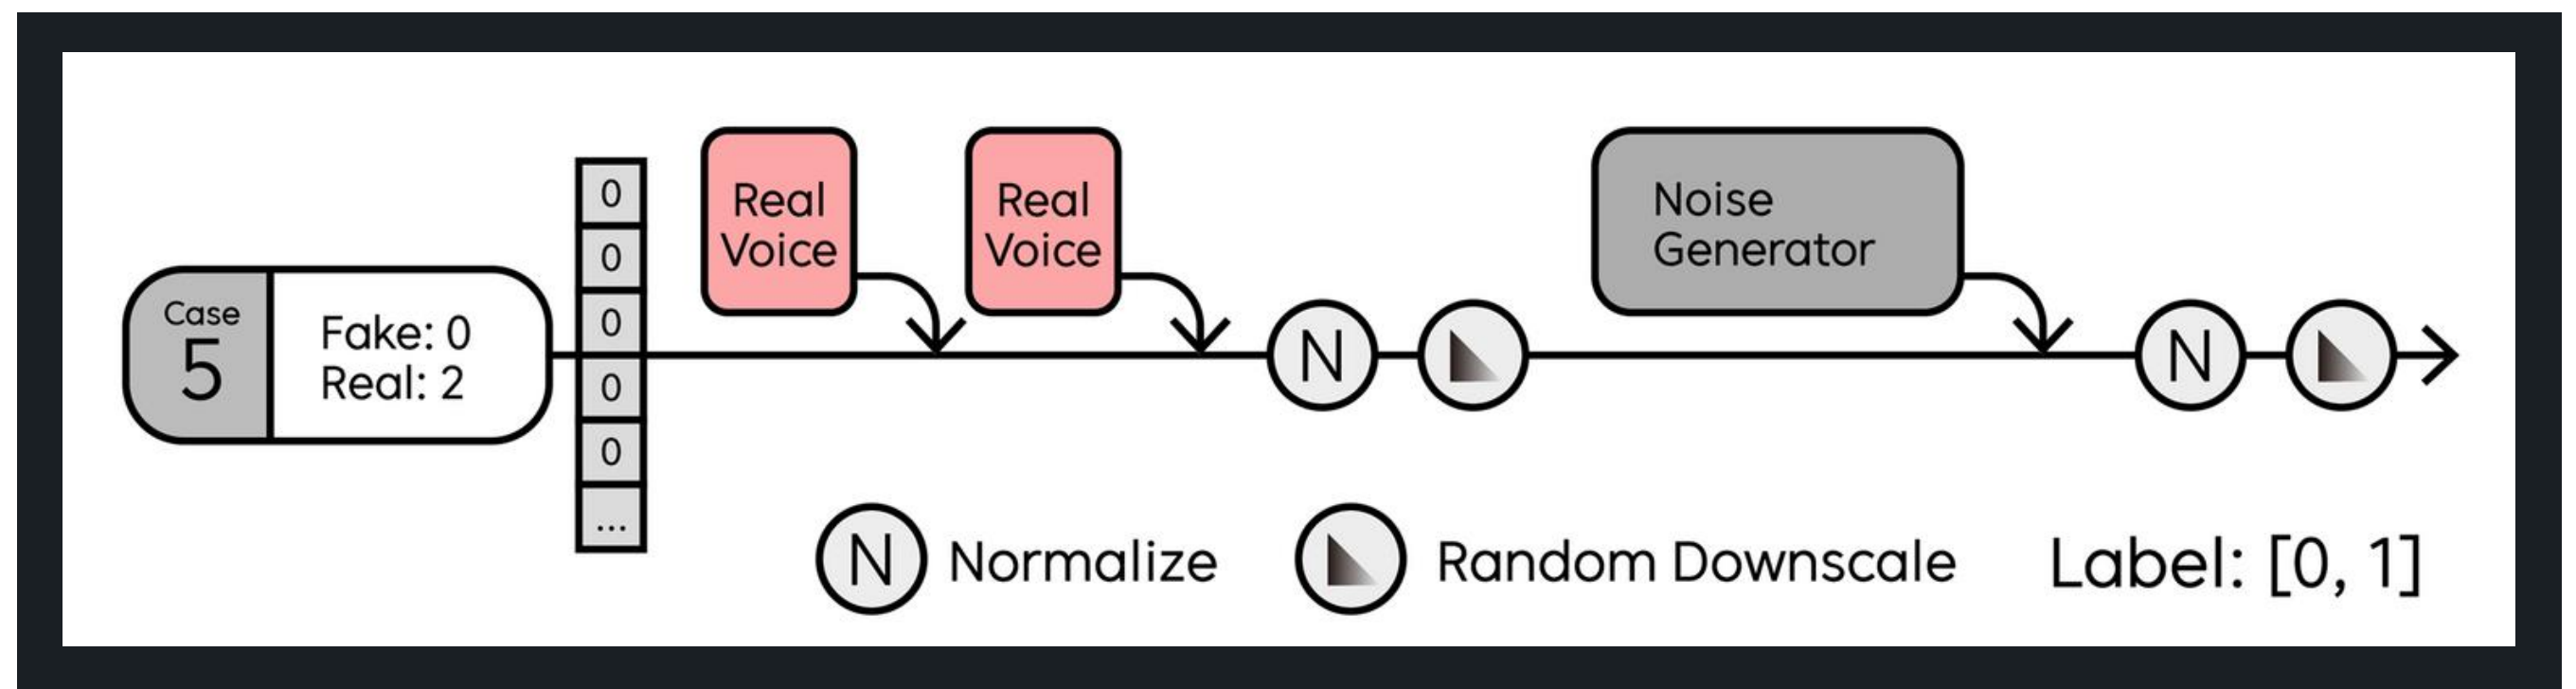 Case
5
Fake: 0
Real: 2
0
0
0
0
0
...
Real
Voice
Real
Voice
N
Noise
Generator
N
N Normalize
Random Downscale
Label: [0, 1]